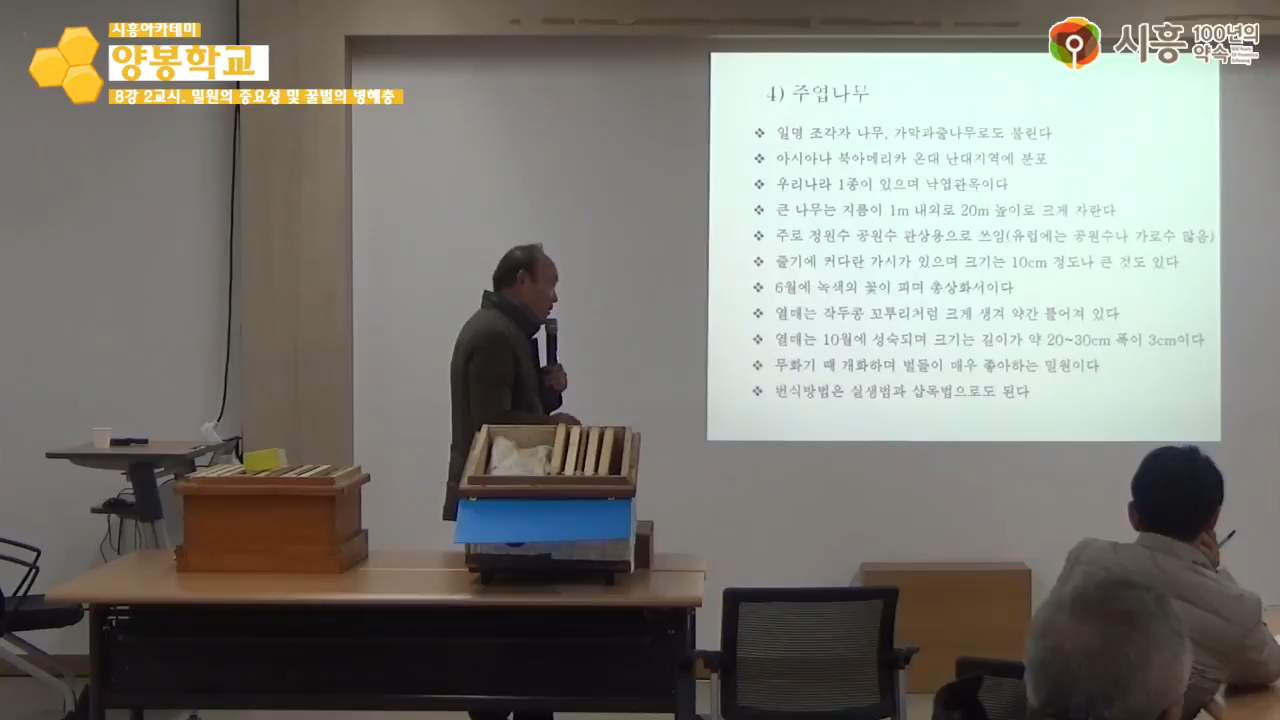 시흥아카데미
양봉학교
8강 2교시. 밀원의 중요성 및 꿀벌의 병해충
시흥 100년의 약속
4) 주엽나무
❖ 일명 조각자 나무, 가막과즐나무로도 불린다
❖ 아시아나 북아메리카 온대 난대지역에 분포
❖ 우리나라 1종이 있으며 낙엽관목이다
❖ 큰 나무는 지름이 1m 내외로 20m 높이로 크게 자란다
❖ 주로 정원수 공원수 관상용으로 쓰임(유럽에는 공원수나 가로수 많음)
❖ 줄기에 커다란 가시가 있으며 크기는 10cm 정도나 큰 것도 있다
❖ 6월에 녹색의 꽃이 피며 총상화서이다
❖ 열매는 작두콩 꼬투리처럼 크게 생겨 약간 틀어져 있다
❖ 열매는 10월에 성숙되며 크기는 길이가 약 20~30cm 폭이 3cm이다
❖ 무화기 때 개화하며 벌들이 매우 좋아하는 밀원이다
❖ 번식방법은 실생법과 삽목법으로도 된다